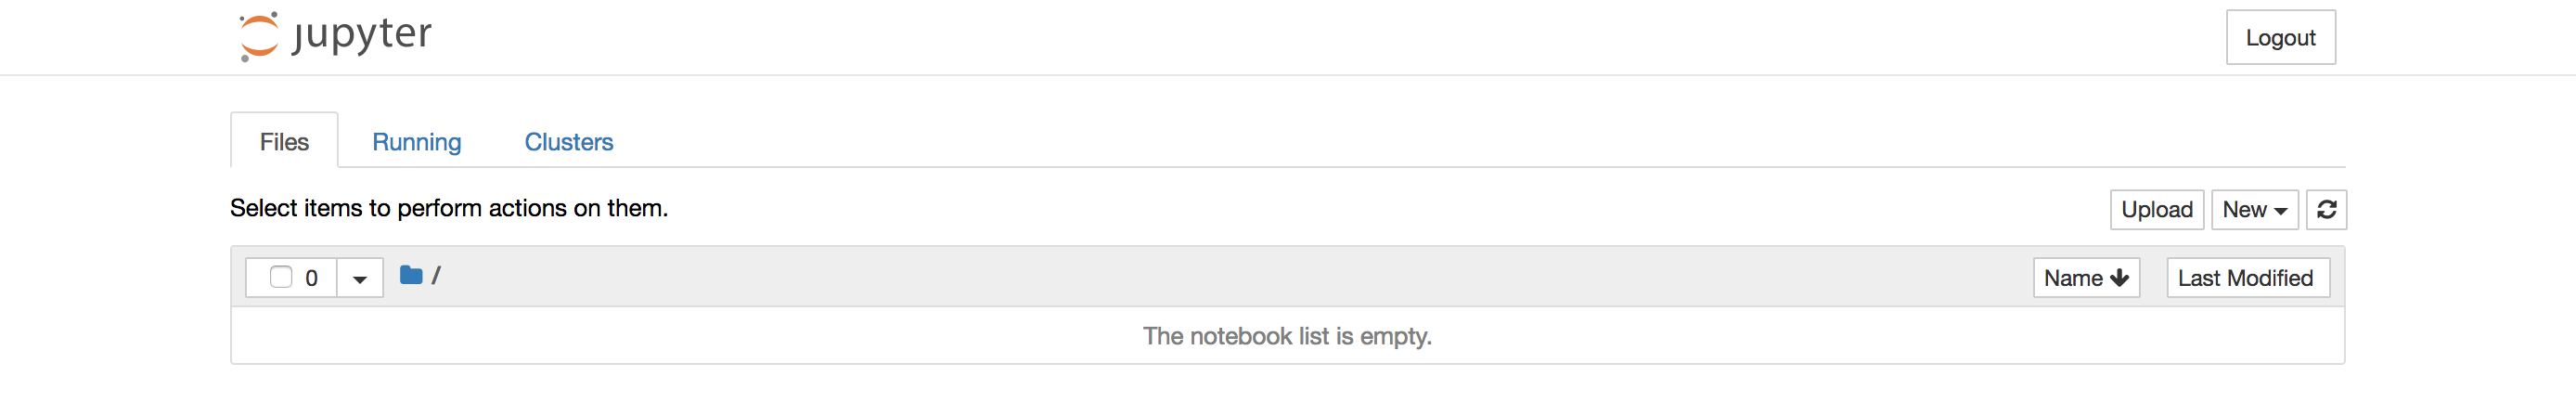 jupyter
Logout
Files Running Clusters
Select items to perform actions on them.
Upload New
0 /
Name Last Modified
The notebook list is empty.